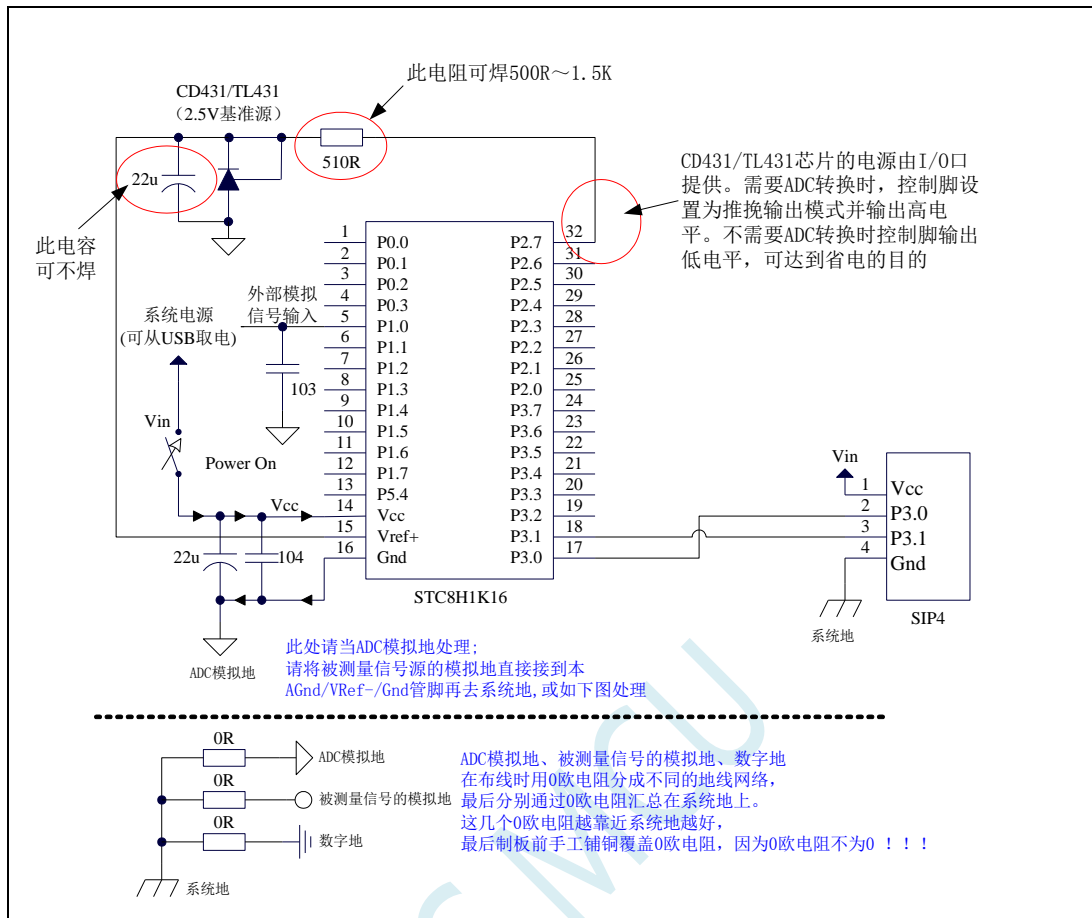 此电阻可焊500R～1.5K
CD431/TL431
（2.5V基准源）
510R
22u
此电容
可不焊
CD431/TL431芯片的电源由I/O口
提供。需要ADC转换时，控制脚设
置为推挽输出模式并输出高电
平。不需要ADC转换时控制脚输出
低电平，可达到省电的目的
外部模拟
信号输入
系统电源
(可从USB取电)
103
Vin
Power On
Vcc
22u
104
ADC模拟地
1 P0.0
2 P0.1
3 P0.2
4 P0.3
5 P1.0
6 P1.1
7 P1.2
8 P1.3
9 P1.4
10 P1.5
11 P1.6
12 P1.7
13 P5.4
14 Vcc
15 Vref+
16 Gnd
P2.7 32
P2.6 31
P2.5 30
P2.4 29
P2.3 28
P2.2 27
P2.1 26
P2.0 25
P3.7 24
P3.6 23
P3.5 22
P3.4 21
P3.3 20
P3.2 19
P3.1 18
P3.0 17
STC8H1K16
Vin
1 Vcc
2 P3.0
3 P3.1
4 Gnd
SIP4
系统地
此处请当ADC模拟地处理;
请将被测量信号源的模拟地直接接到本
AGnd/VRef-/Gnd管脚再去系统地,或如下图处理
0R ADC模拟地
0R 被测量信号的模拟地
0R 数字地
系统地
ADC模拟地、被测量信号的模拟地、数字地
在布线时用0欧电阻分成不同的地线网络，
最后分别通过0欧电阻汇总在系统地上。
这几个0欧电阻越靠近系统地越好，
最后制板前手工铺铜覆盖0欧电阻，因为0欧电阻不为0 ！！！
MCU